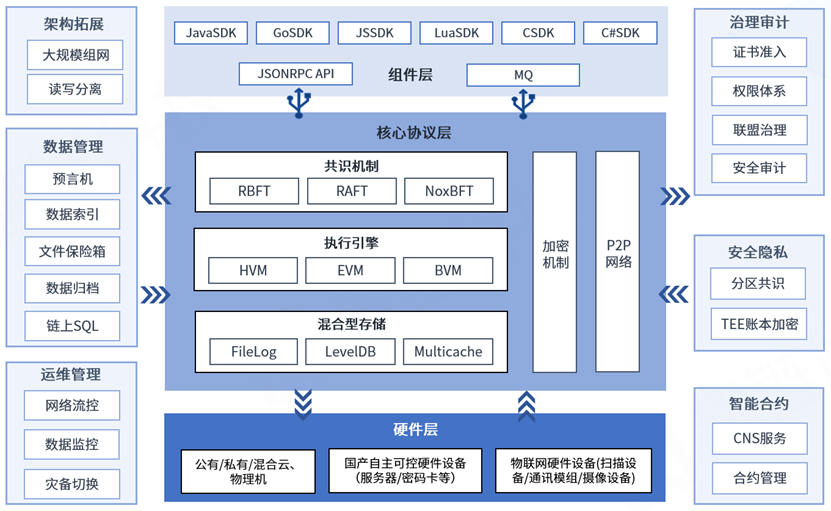 架构拓展
大规模组网
读写分离
数据管理
预言机
数据索引
文件保险箱
数据归档
链上SQL
运维管理
网络流控
数据监控
灾备切换
JavaSDK
GoSDK
JSSDK
LuaSDK
CSDK
C#SDK
JSONRPC API
组件层
MQ
核心协议层
共识机制
RBFT
RAFT
NoxBFT
执行引擎
HVM
EVM
BVM
混合型存储
FileLog
LevelDB
Multicache
加密
机制
P2P
网络
硬件层
公有/私有/混合云、
物理机
国产自主可控硬件设备
（服务器/密码卡等）
物联网硬件设备(扫描设
备/通讯模组/摄像设备)
治理审计
证书准入
权限体系
联盟治理
安全审计
安全隐私
分区共识
TEE账本加密
智能合约
CNS服务
合约管理